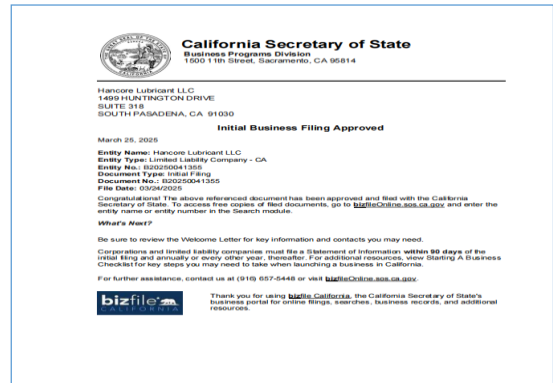 California Secretary of State
Business Programs Division
1500 11th Street, Sacramento, CA 95814
Hancore Lubricant LLC
1499 HUNTINGTON DRIVE
SUITE 318
SOUTH PASADENA, CA 91030
Initial Business Filing Approved
March 25, 2025
Entity Name: Hancore Lubricant LLC
Entity Type: Limited Liability Company - CA
Entity No.: B20250041355
Document Type: Initial Filing
Document No.: B20250041355
File Date: 03/24/2025
Congratulations! The above referenced document has been approved and filed with the California
Secretary of State. To access free copies of filed documents, go to bizfileOnline.sos.ca.gov and enter the
entity name or entity number in the Search module.
What's Next?
Be sure to review the Welcome Letter for key information and contacts you may need.
Corporations and limited liability companies must file a Statement of Information within 90 days of the
initial filing and annually or every other year, thereafter. For additional resources, view Starting A Business
Checklist for key steps you may need to take when launching a business in California.
For further assistance, contact us at (916) 657-5448 or visit bizfileOnline.sos.ca.gov.
bizfile
CALIFORNIA
Thank you for using bizfile California, the California Secretary of State's
business portal for online filings, searches, business records, and additional
resources.